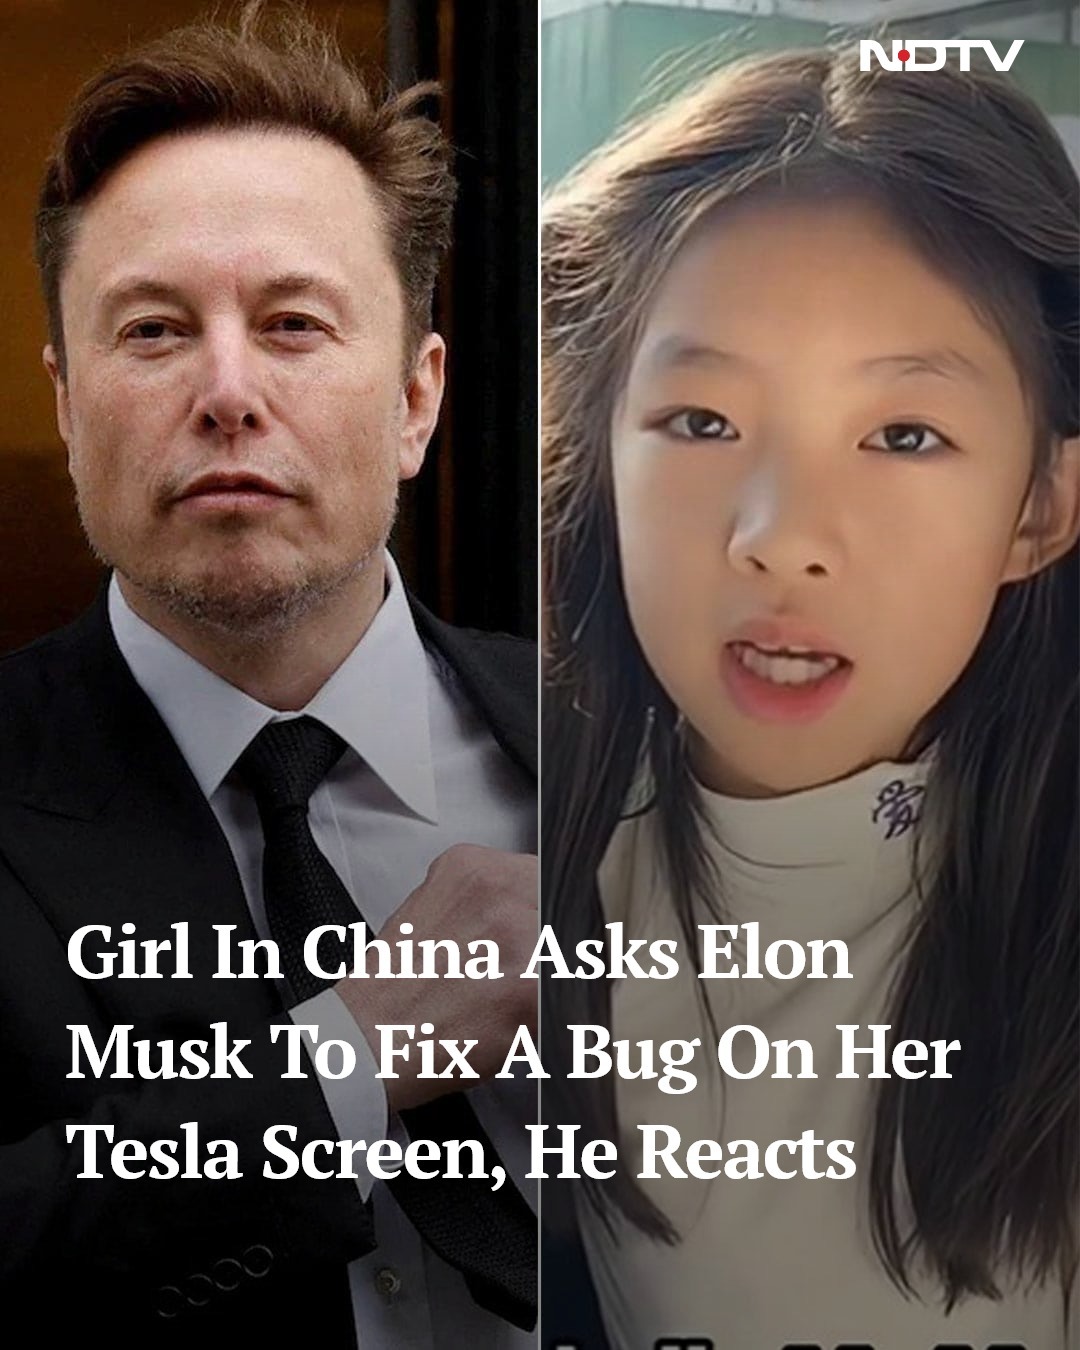 NDTV
Girl In China Asks Elon
Musk To Fix A Bug On Her
Tesla Screen, He Reacts